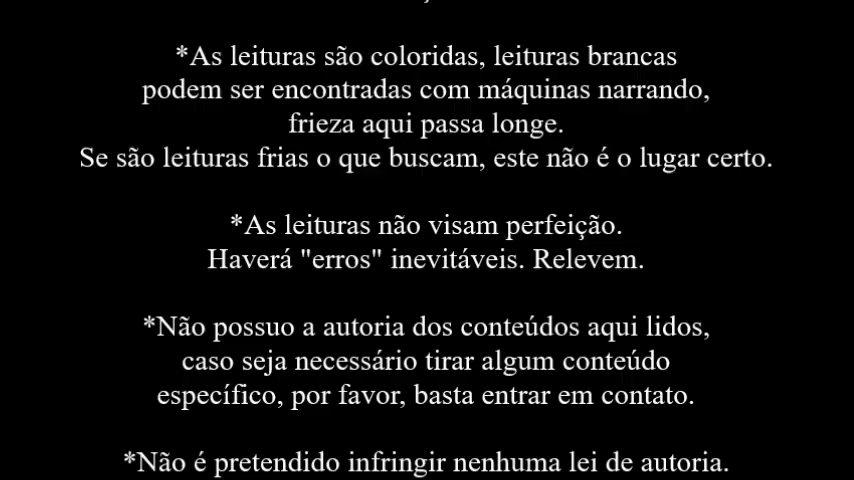 *As leituras são coloridas, leituras brancas
podem ser encontradas com máquinas narrando,
frieza aqui passa longe.
Se são leituras frias o que buscam, este não é o lugar certo.
*As leituras não visam perfeição.
Haverá "erros" inevitáveis. Relevem.
*Não possuo a autoria dos conteúdos aqui lidos,
caso seja necessário tirar algum conteúdo
específico, por favor, basta entrar em contato.
*Não é pretendido infringir nenhuma lei de autoria.